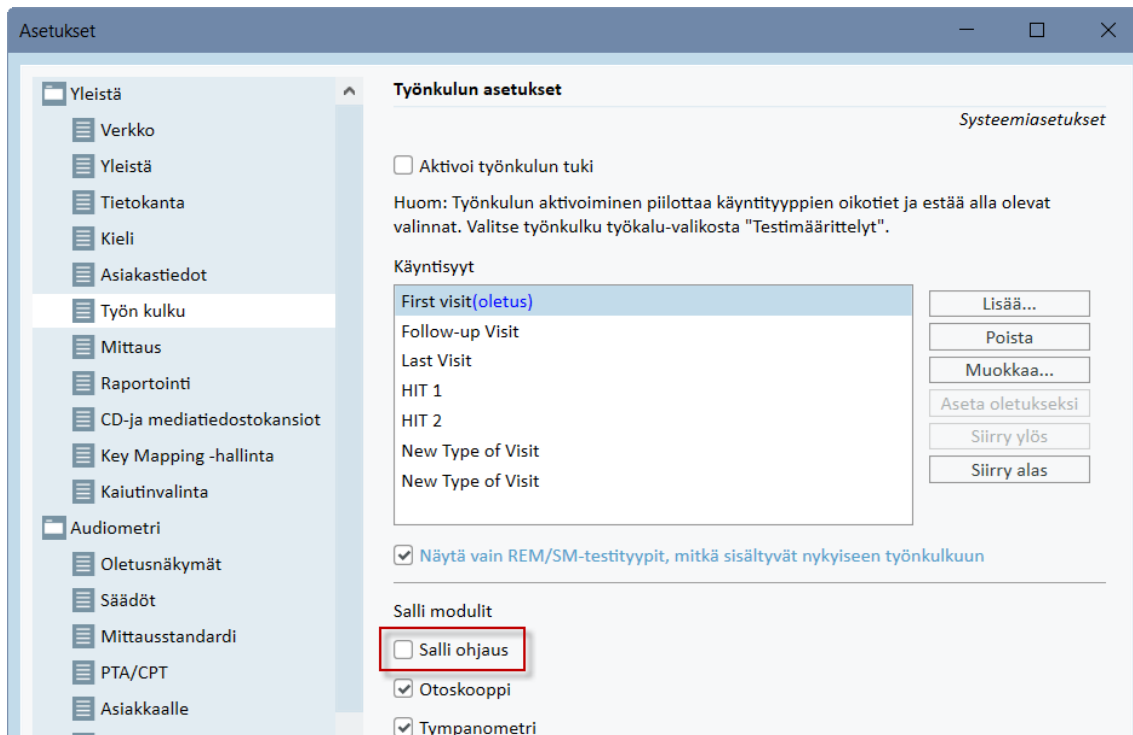 Asetukset
Yleistä
Verkko
Yleistä
Tietokanta
Kieli
Asiakastiedot
Työn kulku
Mittaus
Raportointi
CD-ja mediatiedostokansiot
Key Mapping -hallinta
Kaiutinvalinta
Audiometri
Oletusnäkymät
Säädöt
Mittausstandardi
PTA/CPT
Asiakkaalle
Työnkulun asetukset
Systeemiasetukset
Aktivoi työnkulun tuki
Huom: Työnkulun aktivoiminen piilottaa käyntityyppien oikotiet ja estää alla olevat
valinnat. Valitse työnkulku työkalu-valikosta "Testimäärittelyt".
Käyntisyyt
First visit(oletus)
Follow-up Visit
Last Visit
HIT 1
HIT 2
New Type of Visit
New Type of Visit
Lisää...
Poista
Muokkaa...
Aseta oletukseksi
Siirry ylös
Siirry alas
Näytä vain REM/SM-testityypit, mitkä sisältyvät nykyiseen työnkulkuun
Salli modulit
Salli ohjaus
Otoskooppi
Tympanometri